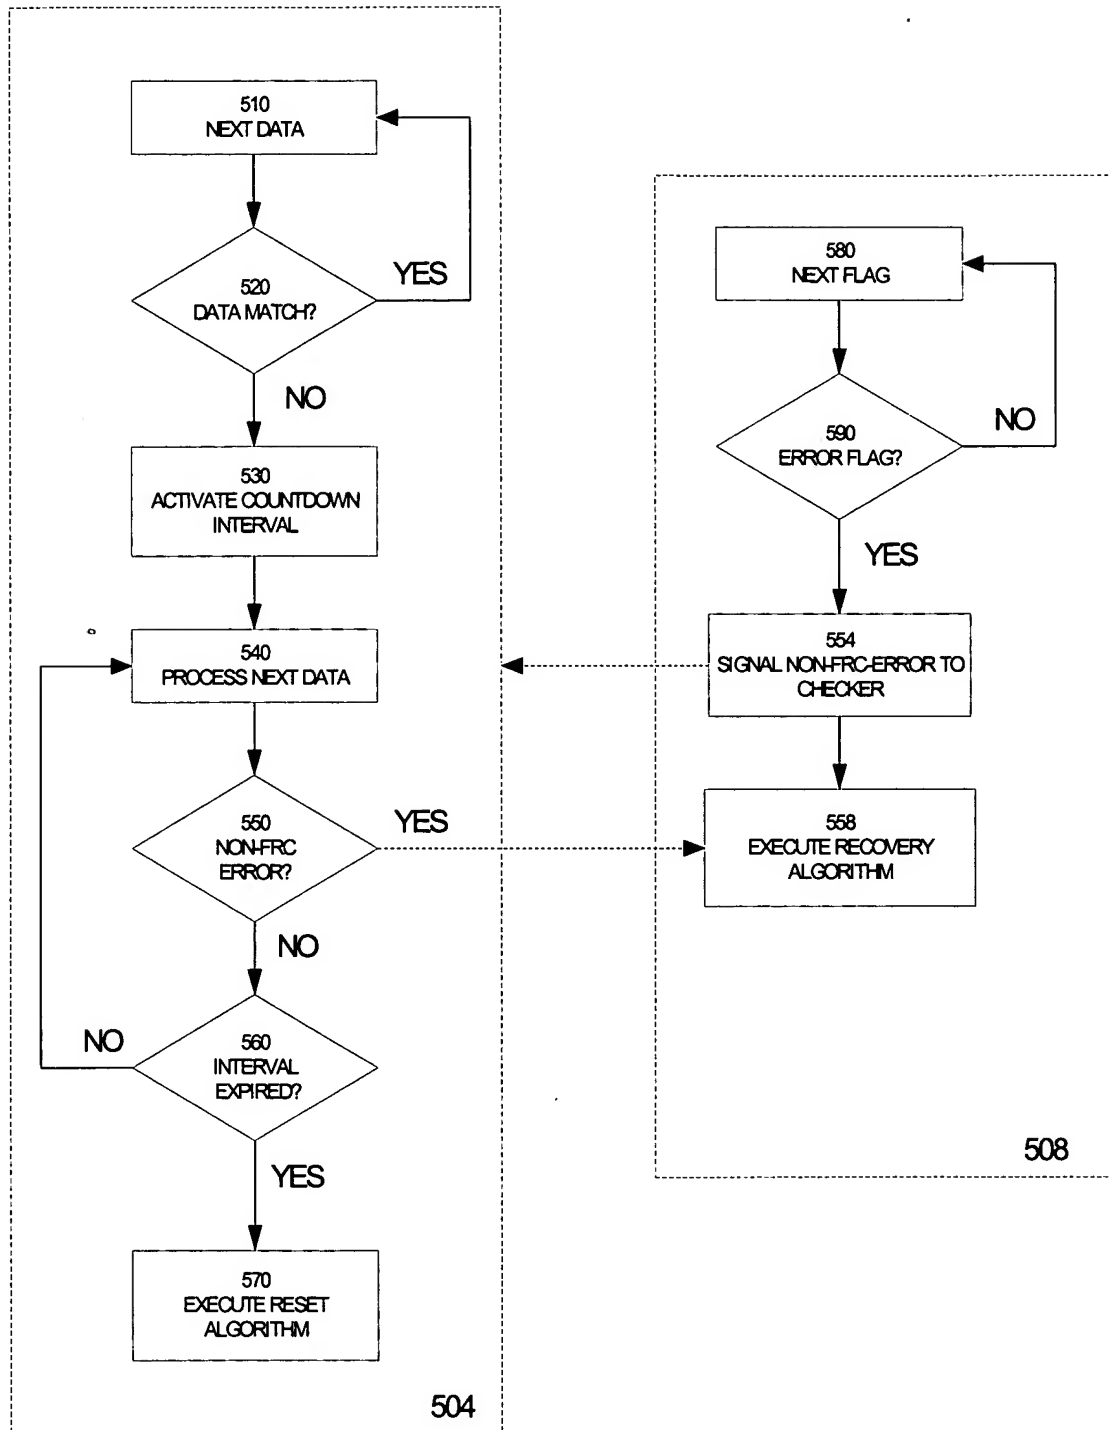 510
NEXT DATA
YES
520
DATA MATCH?
NO
530
ACTIVATE COUNTDOWN
INTERVAL
540
PROCESS NEXT DATA
550
NON-FRC
ERROR?
YES
NO
560
INTERVAL
EXPIRED?
NO
YES
570
EXECUTE RESET
ALGORITHM
504
580
NEXT FLAG
590
ERROR FLAG?
NO
YES
554
SIGNAL NON-FRC-ERROR TO
CHECKER
558
EXECUTE RECOVERY
ALGORITHM
508